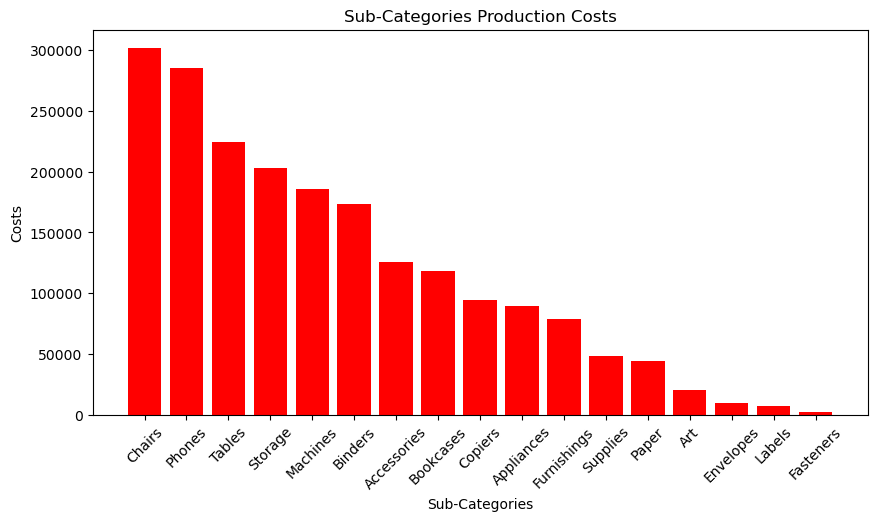 Sub-Categories Production Costs
300000
250000
200000
150000
100000
50000
0
Costs
Chairs
Phones
Tables
Storage
Machines
Binders
Accessories
Bookcases
Copiers
Appliances
Furnishings
Supplies
Paper
Art
Envelopes
Labels
Fasteners
Sub-Categories